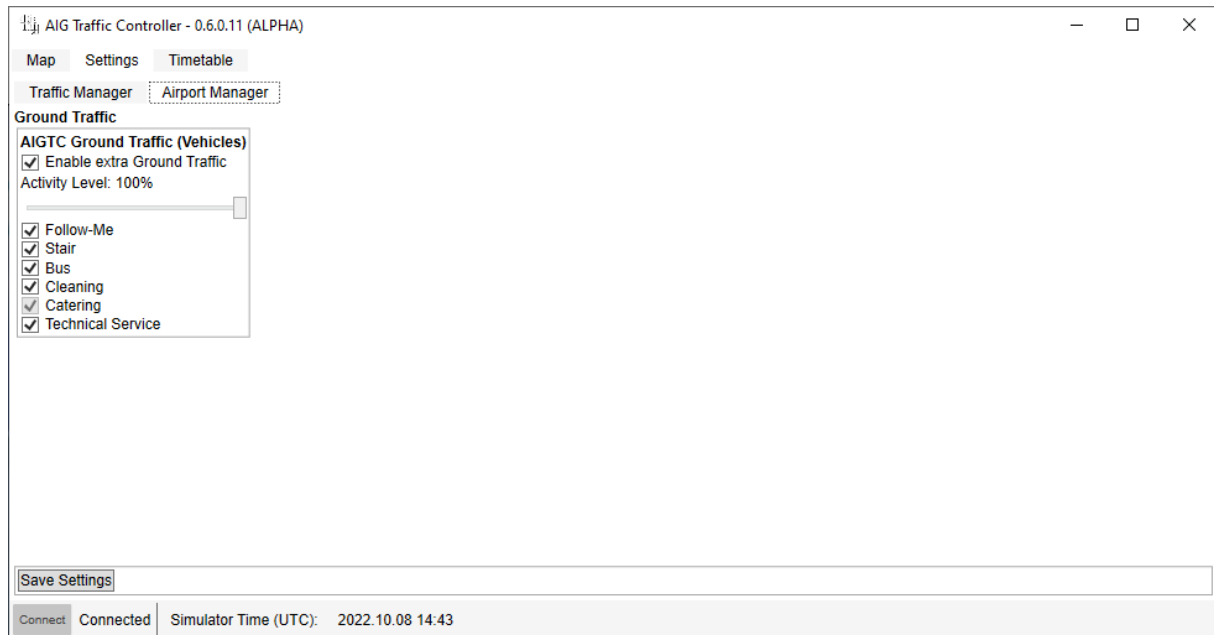 AIG Traffic Controller - 0.6.0.11 (ALPHA)
Map Settings Timetable
Traffic Manager Airport Manager
Ground Traffic
AIGTC Ground Traffic (Vehicles)
Enable extra Ground Traffic
Activity Level: 100%
Follow-Me
Stair
Bus
Cleaning
Catering
Technical Service
Save Settings
Connect Connected Simulator Time (UTC): 2022.10.08 14:43